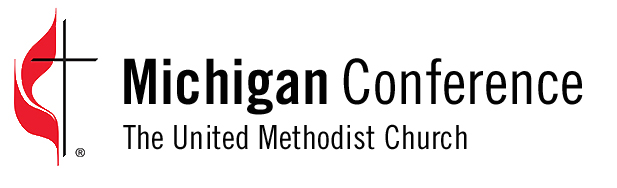 Michigan Conference
The United Methodist Church
®